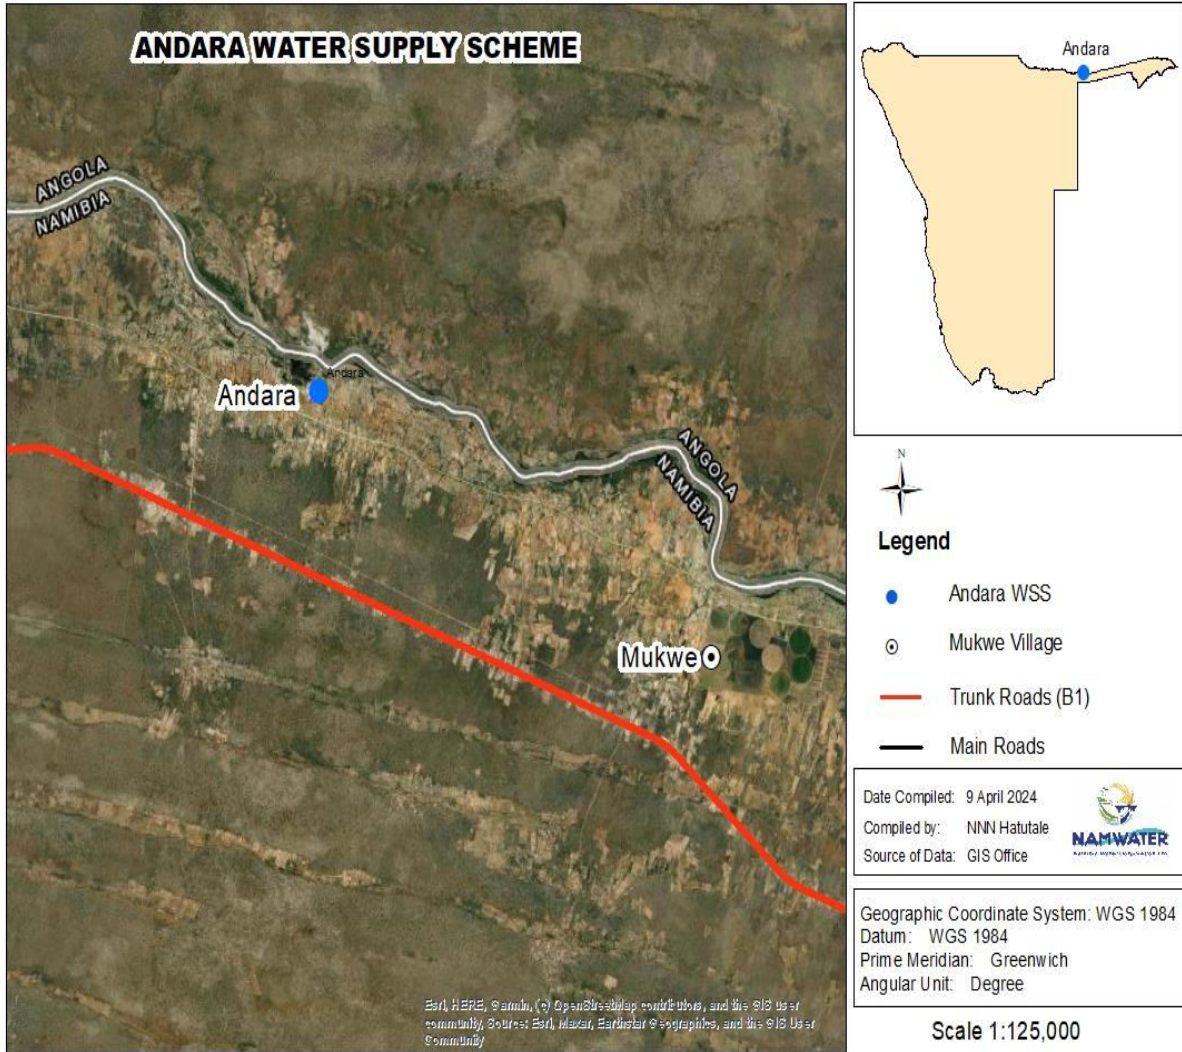 ANDARA WATER SUPPLY SCHEME
ANGOLA
NAMIBIA
Andara
Andara
ANGOLA
NAMIBIA
Mukwe
Esri, HERE, Garmin, (c) OpenStreetMap contributors, and the GIS user
community, Source: Esri, Maxar, Earthstar Geographics, and the GIS User
Community
Andara
N
Legend
Andara WSS
Mukwe Village
Trunk Roads (B1)
Main Roads
Date Compiled: 9 April 2024
Compiled by: NNN Hatutale
Source of Data: GIS Office
NAMWATER
Geographic Coordinate System: WGS 1984
Datum: WGS 1984
Prime Meridian: Greenwich
Angular Unit: Degree
Scale 1:125,000